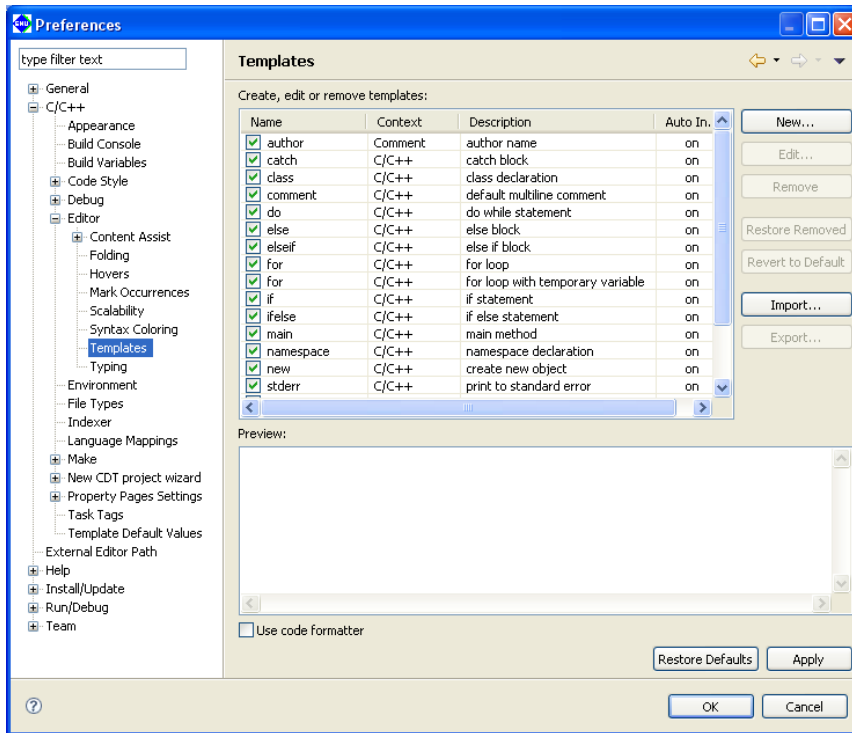 Preferences
type filter text
General
C/C++
Appearance
Build Console
Build Variables
Code Style
Debug
Editor
Content Assist
Folding
Hovers
Mark Occurrences
Scalability
Syntax Coloring
Templates
Typing
Environment
File Types
Indexer
Language Mappings
Make
New CDT project wizard
Property Pages Settings
Task Tags
Template Default Values
External Editor Path
Help
Install/Update
Run/Debug
Team
Templates
Create, edit or remove templates:
Name Context Description Auto In.
author Comment author name on
catch C/C++ catch block on
class C/C++ class declaration on
comment C/C++ default multiline comment on
do C/C++ do while statement on
else C/C++ else block on
elseif C/C++ else if block on
for C/C++ for loop on
for C/C++ for loop with temporary variable on
if C/C++ if statement on
ifelse C/C++ if else statement on
main C/C++ main method on
namespace C/C++ namespace declaration on
new C/C++ create new object on
stderr C/C++ print to standard error on
New...
Edit...
Remove
Restore Removed
Revert to Default
Import...
Export...
Preview:
Use code formatter
Restore Defaults Apply
OK Cancel